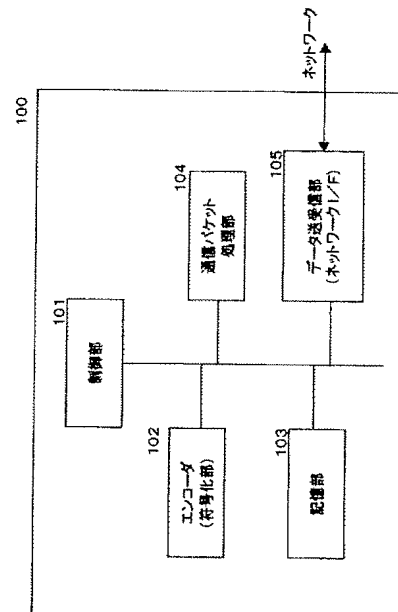 100
101
制御部
102
エンコーダ
(符号化部)
103
記憶部
104
通信パケット
処理部
105
データ送受信部
(ネットワークI/F)
ネットワーク